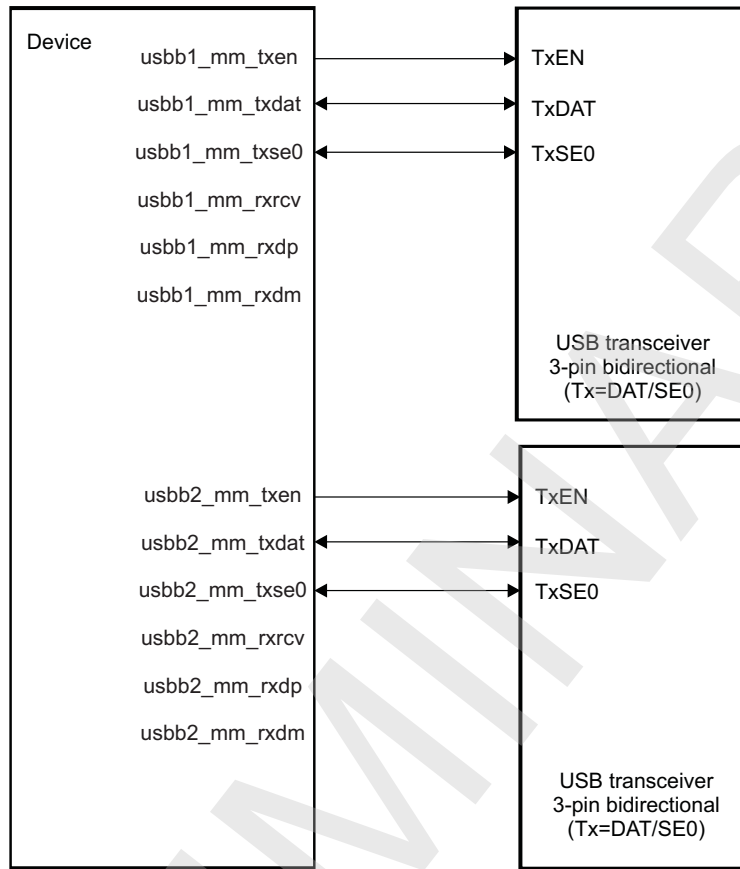 Device
usbb1_mm_txen
usbb1_mm_txdat
usbb1_mm_txse0
usbb1_mm_rxrcv
usbb1_mm_rxdp
usbb1_mm_rxdm
TxEN
TxDAT
TxSE0
USB transceiver
3-pin bidirectional
(Tx=DAT/SE0)
usbb2_mm_txen
usbb2_mm_txdat
usbb2_mm_txse0
usbb2_mm_rxrcv
usbb2_mm_rxdp
usbb2_mm_rxdm
TxEN
TxDAT
TxSE0
USB transceiver
3-pin bidirectional
(Tx=DAT/SE0)